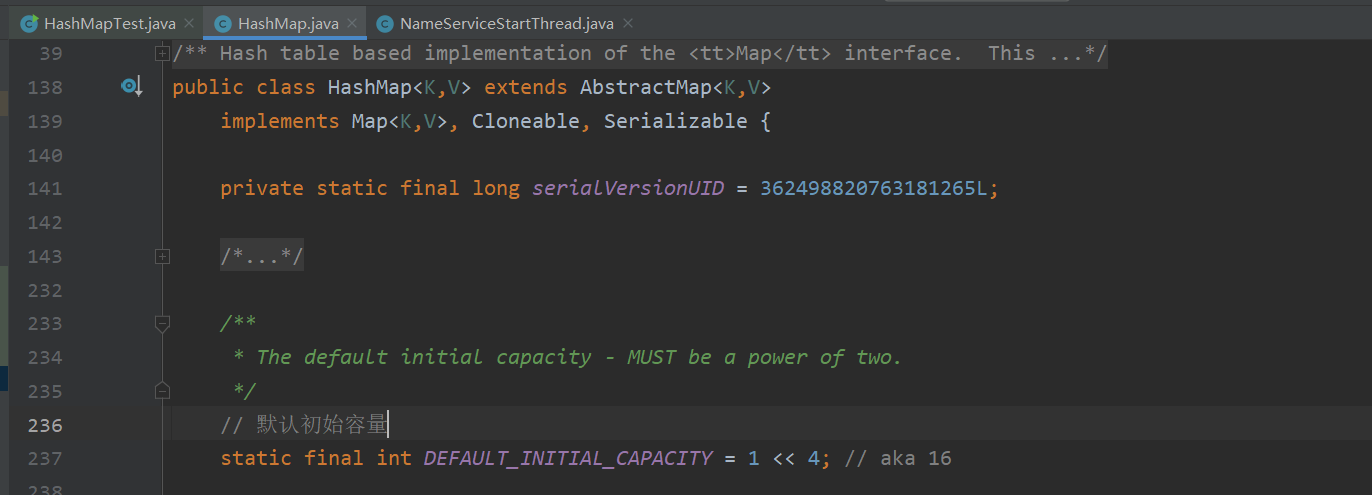 HashMapTest.java HashMap.java NameServiceStartThread.java
39 /** Hash table based implementation of the <tt>Map</tt> interface.  This ...*/
138 public class HashMap<K,V> extends AbstractMap<K,V>
139 implements Map<K,V>, Cloneable, Serializable {
140
141 private static final long serialVersionUID = 362498820763181265L;
142
143 /*...*/
232
233 /**
234 * The default initial capacity - MUST be a power of two.
235 */
236 // 默认初始容量
237 static final int DEFAULT_INITIAL_CAPACITY = 1 << 4; // aka 16
238